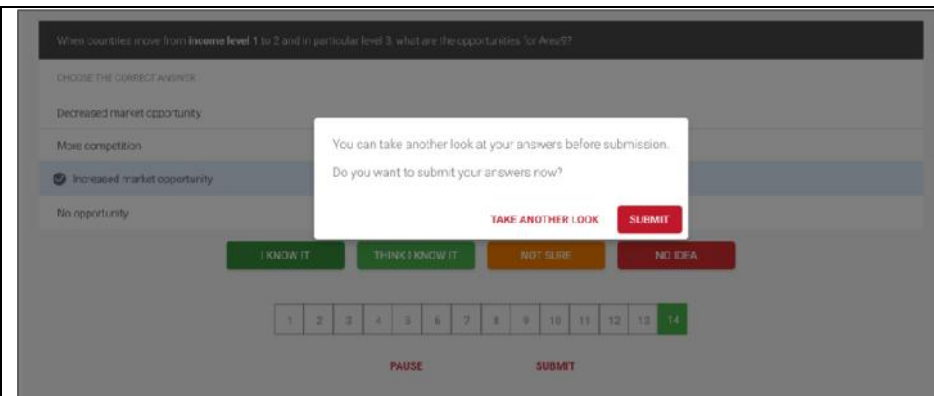 When countries move from income level 1 to 2 and in particular level 3, what are the opportunities for Area9?
CHOOSE THE CORRECT ANSWER
Decreased market opportunity
More competition
Increased market opportunity
No opportunity
You can take another look at your answers before submission.
Do you want to submit your answers now?
TAKE ANOTHER LOOK SUBMIT
I KNOW IT THINK I KNOW IT NOT SURE NO IDEA
1 2 3 4 5 6 7 8 9 10 11 12 13 14
PAUSE SUBMIT